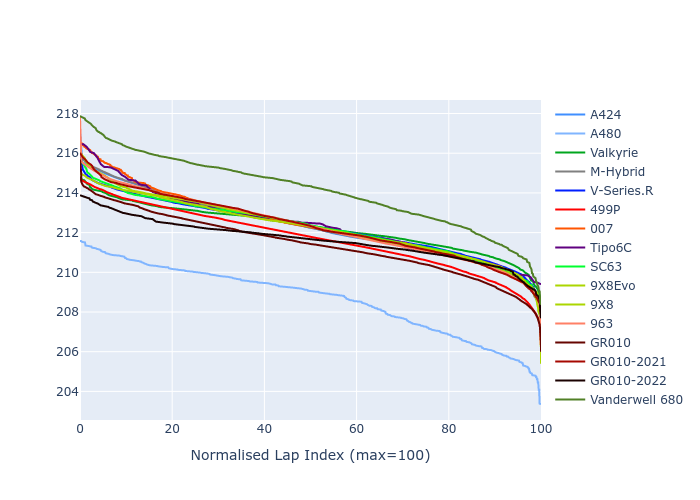 218
216
214
212
210
208
206
204
0 20 40 60 80 100
Normalised Lap Index (max=100)
A424
A480
Valkyrie
M-Hybrid
V-Series.R
499P
007
Tipo6C
SC63
9X8Evo
9X8
963
GR010
GR010-2021
GR010-2022
Vanderwell 680